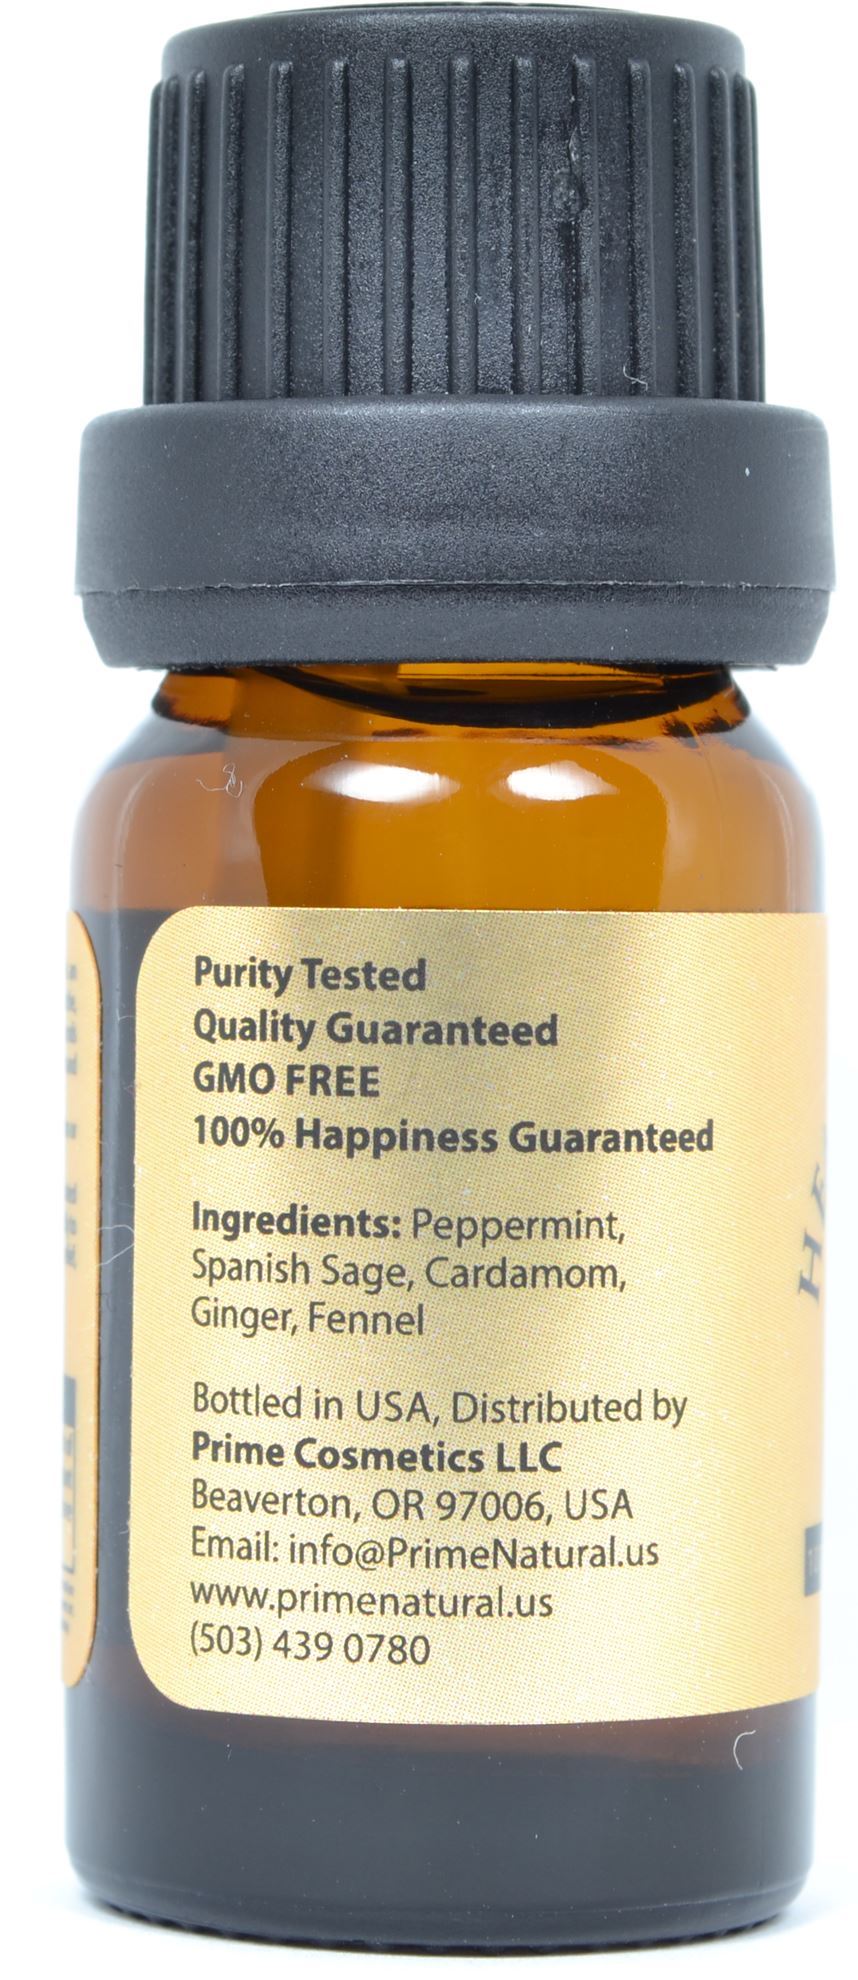 Purity Tested
Quality Guaranteed
GMO FREE
100% Happiness Guaranteed
Ingredients: Peppermint,
Spanish Sage, Cardamom,
Ginger, Fennel
Bottled in USA, Distributed by
Prime Cosmetics LLC
Beaverton, OR 97006, USA
Email: info@PrimeNatural.us
www.primenatural.us
(503) 439 0780